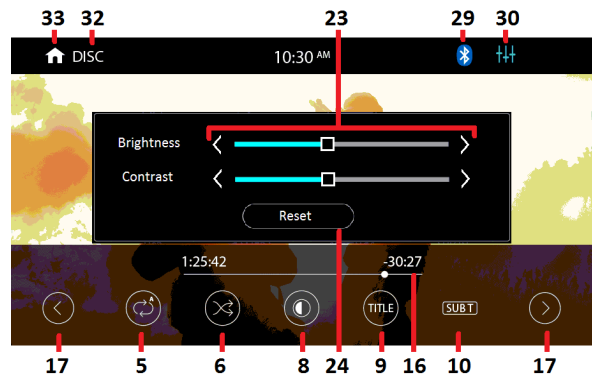 33 32 23 29 30
DISC 10:30 AM
Brightness
Contrast
Reset
1:25:42 -30:27
A TITLE SUBT
17 5 6 8 24 9 16 10 17